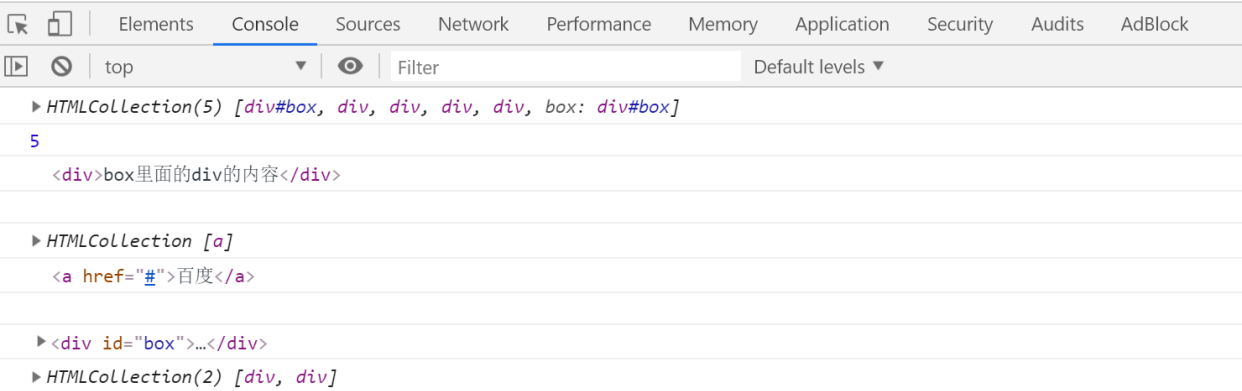 Elements Console Sources Network Performance Memory Application Security Audits AdBlock
top Filter Default levels
HTMLCollection(5) [div#box, div, div, div, div, box: div#box]
5
<div>box里面的div的内容</div>
HTMLCollection [a]
<a href="#">百度</a>
<div id="box">…</div>
HTMLCollection(2) [div, div]